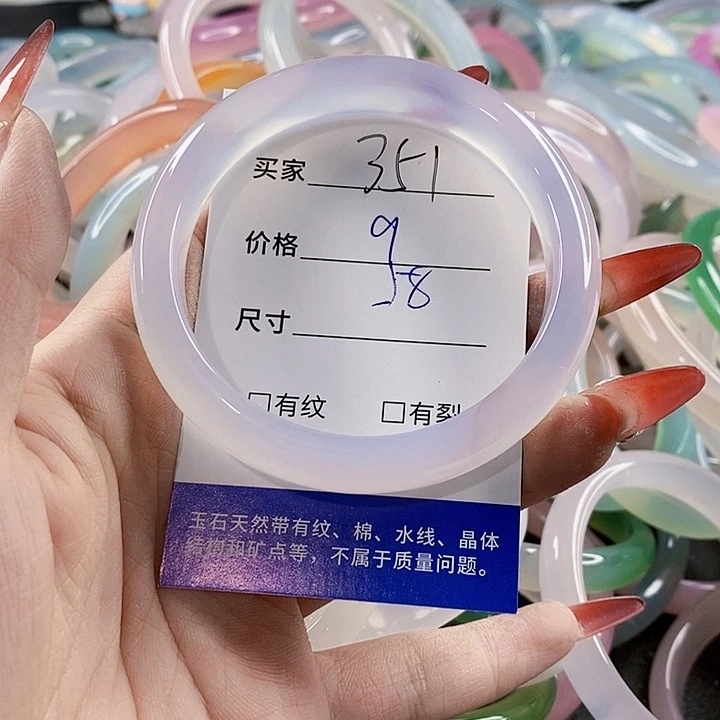 买家 351
价格 9
58
尺寸
□有纹 □有裂
玉石天然带有纹、棉、水线、晶体
结构和矿点等，不属于质量问题。